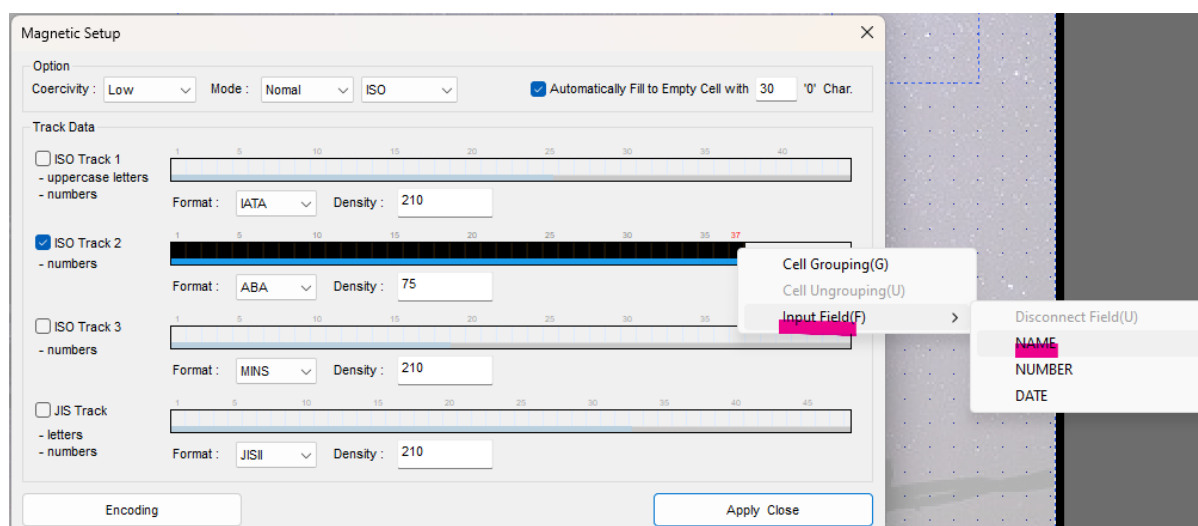 Magnetic Setup
Option
Coercivity : Low Mode : Nomal ISO Automatically Fill to Empty Cell with 30 '0' Char.
Track Data
1 5 10 15 20 25 30 35 40
ISO Track 1
- uppercase letters
- numbers
Format : IATA Density : 210
1 5 10 15 20 25 30 35 37
ISO Track 2
- numbers
Format : ABA Density : 75
Cell Grouping(G)
Cell Ungrouping(U)
Input Field(F)
Disconnect Field(U)
NAME
NUMBER
DATE
1 5 10 15 20 25 30 35
ISO Track 3
- numbers
Format : MINS Density : 210
1 5 10 15 20 25 30 35 40 45
JIS Track
- letters
- numbers
Format : JISII Density : 210
Encoding Apply Close